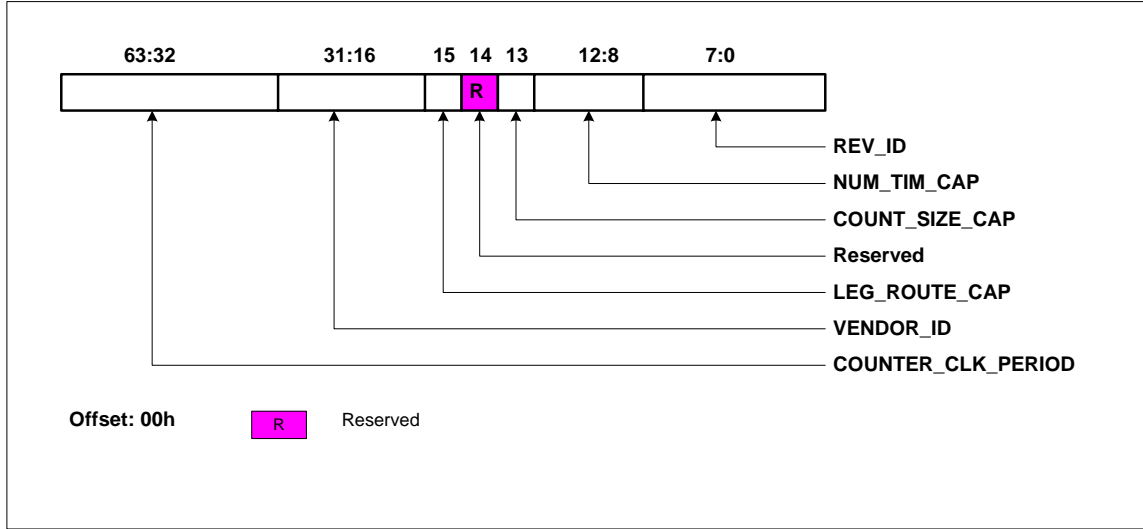 63:32 31:16 15 14 13 12:8 7:0
R
REV_ID
NUM_TIM_CAP
COUNT_SIZE_CAP
Reserved
LEG_ROUTE_CAP
VENDOR_ID
COUNTER_CLK_PERIOD
Offset: 00h R Reserved